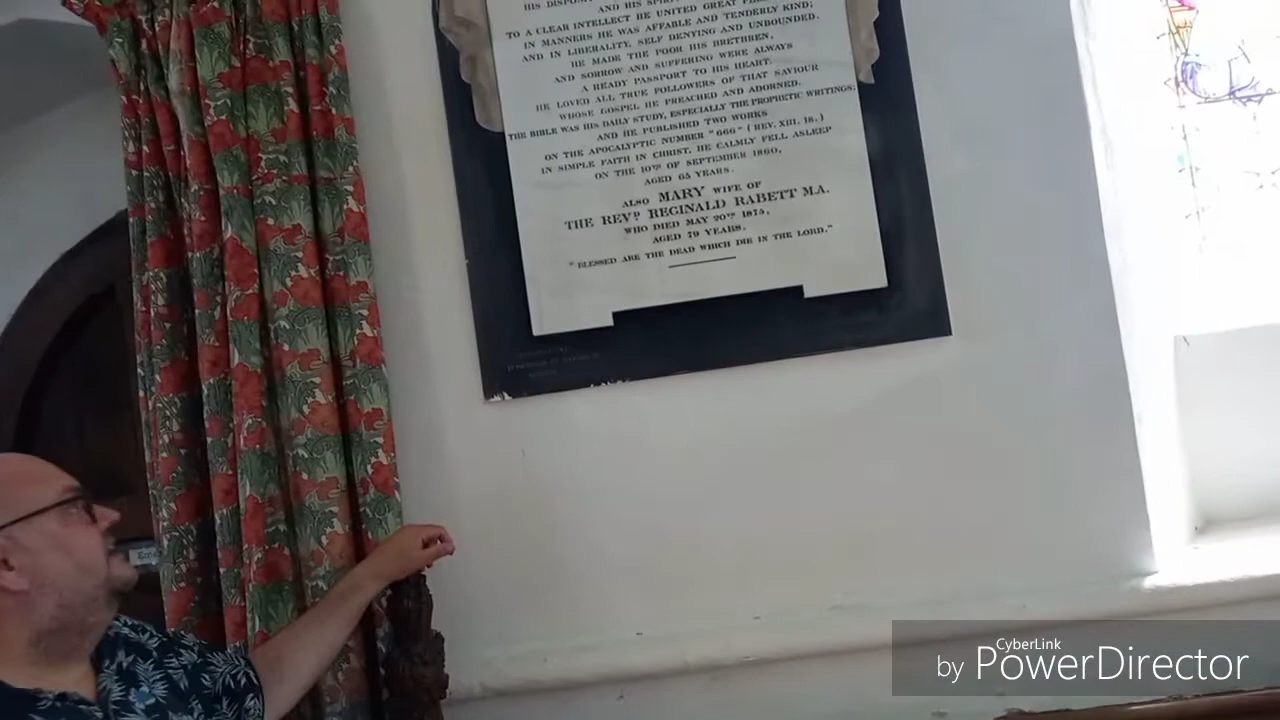 HIS
AND HIS
TO A CLEAR INTELLECT HE UNITED GREAT
IN MANNERS HE WAS AFFABLE AND TENDERLY KIND;
AND IN LIBERALITY, SELF DENYING AND UNBOUNDED.
HE MADE THE POOR HIS BRETHREN,
AND SORROW AND SUFFERING WERE ALWAYS
A READY PASSPORT TO HIS HEART.
HE LOVED ALL TRUE FOLLOWERS OF THAT SAVIOUR
WHOSE GOSPEL HE PREACHED AND ADORNED.
THE BIBLE WAS HIS DAILY STUDY, ESPECIALLY THE PROPHETIC WRITINGS;
AND HE PUBLISHED TWO WORKS
ON THE APOCALYPTIC NUMBER "666" (REV. XIII. 18.)
IN SIMPLE FAITH IN CHRIST, HE CALMLY FELL ASLEEP
ON THE 10TH OF SEPTEMBER 1860,
AGED 65 YEARS.
ALSO MARY WIFE OF
THE REVD REGINALD RABETT MA.
WHO DIED MAY 20TH 1875,
AGED 79 YEARS.
"BLESSED ARE THE DEAD WHICH DIE IN THE LORD."
by CyberLink PowerDirector